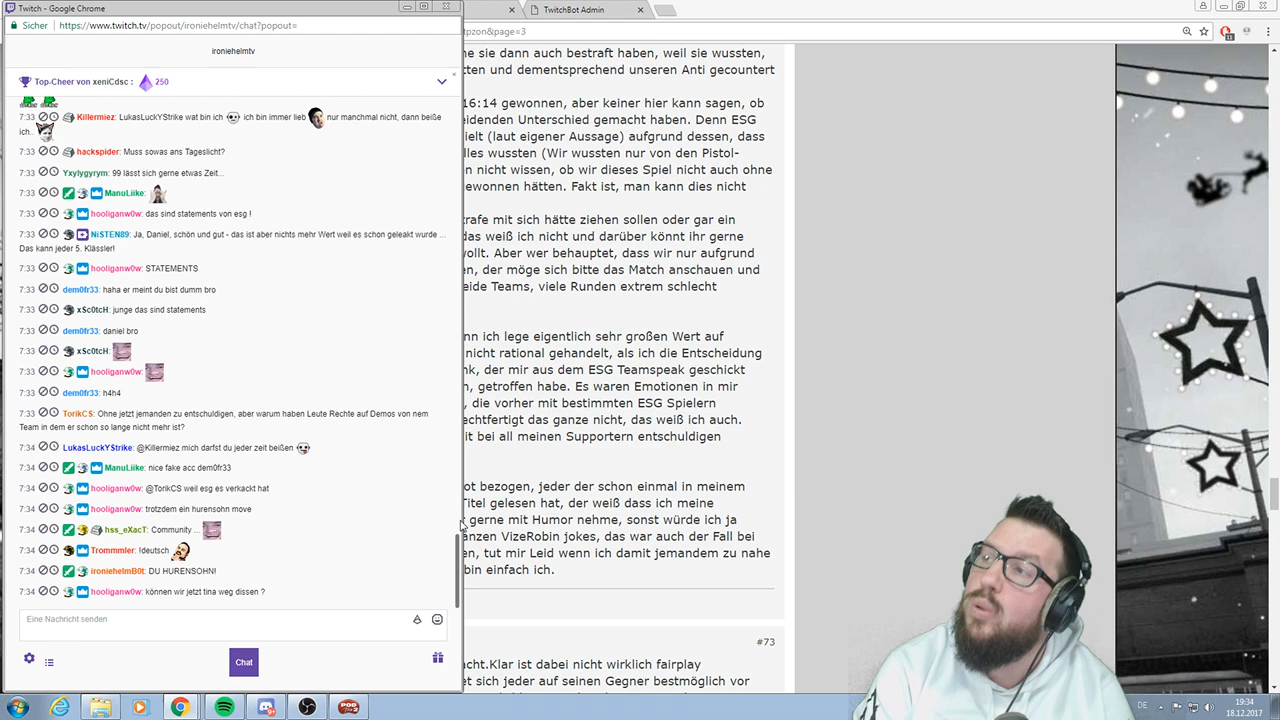 Twitch - Google Chrome
TwitchBot Admin
Sicher
https://www.twitch.tv/popout/ironiehelmtv/chat?popout=
tpzon&page=3
ironiehelmtv
Top-Cheer von xeniCdsc : 250
7:33 Killermiez: LukasLuckYStrike wat bin ich ich bin immer lieb nur manchmal nicht, dann beiße
ich..
7:33 hackspider: Muss sowas ans Tageslicht?
7:33 Yxylygyrym: 99 lässt sich gerne etwas Zeit...
7:33 ManuLiike:
7:33 hooliganw0w: das sind statements von esg !
7:33 NiSTEN89: Ja, Daniel, schön und gut - das ist aber nichts mehr Wert weil es schon geleakt wurde ...
Das kann jeder 5. Klässler!
7:33 hooliganw0w: STATEMENTS
7:33 dem0fr33: haha er meint du bist dumm bro
7:33 xSc0tcH: junge das sind statements
7:33 dem0fr33: daniel bro
7:33 xSc0tcH:
7:33 hooliganw0w:
7:33 dem0fr33: h4h4
7:33 TorikCS: Ohne jetzt jemanden zu entschuldigen, aber warum haben Leute Rechte auf Demos von nem
Team in dem er schon so lange nicht mehr ist?
7:34 LukasLuckYStrike: @Killermiez mich darfst du jeder zeit beißen
7:34 ManuLiike: nice fake acc dem0fr33
7:34 hooliganw0w: @TorikCS weil esg es verkackt hat
7:34 hooliganw0w: trotzdem ein hurensohn move
7:34 hss_eXacT: Community ...
7:34 Trommmler: !deutsch
7:34 ironiehelmB0t: DU HURENSOHN!
7:34 hooliganw0w: können wir jetzt tina weg dissen ?
Eine Nachricht senden
Chat
ne sie dann auch bestraft haben, weil sie wussten,
tten und dementsprechend unseren Anti gecountert
16:14 gewonnen, aber keiner hier kann sagen, ob
eidenden Unterschied gemacht haben. Denn ESG
ielt (laut eigener Aussage) aufgrund dessen, dass
lles wussten (Wir wussten nur von den Pistol-
en nicht wissen, ob wir dieses Spiel nicht auch ohne
ewonnen hätten. Fakt ist, man kann dies nicht
rafe mit sich hätte ziehen sollen oder gar ein
das weiß ich nicht und darüber könnt ihr gerne
vollt. Aber wer behauptet, dass wir nur aufgrund
en, der möge sich bitte das Match anschauen und
eide Teams, viele Runden extrem schlecht
nn ich lege eigentlich sehr großen Wert auf
nicht rational gehandelt, als ich die Entscheidung
nk, der mir aus dem ESG Teamspeak geschickt
n, getroffen habe. Es waren Emotionen in mir
, die vorher mit bestimmten ESG Spielern
echtfertigt das ganze nicht, das weiß ich auch.
it bei all meinen Supportern entschuldigen
ot bezogen, jeder der schon einmal in meinem
Titel gelesen hat, der weiß dass ich meine
gerne mit Humor nehme, sonst würde ich ja
änzen VizeRobin jokes, das war auch der Fall bei
en, tut mir Leid wenn ich damit jemandem zu nahe
bin einfach ich.
#73
acht.Klar ist dabei nicht wirklich fairplay
et sich jeder auf seinen Gegner bestmöglich vor
DE
19:34
18.12.2017